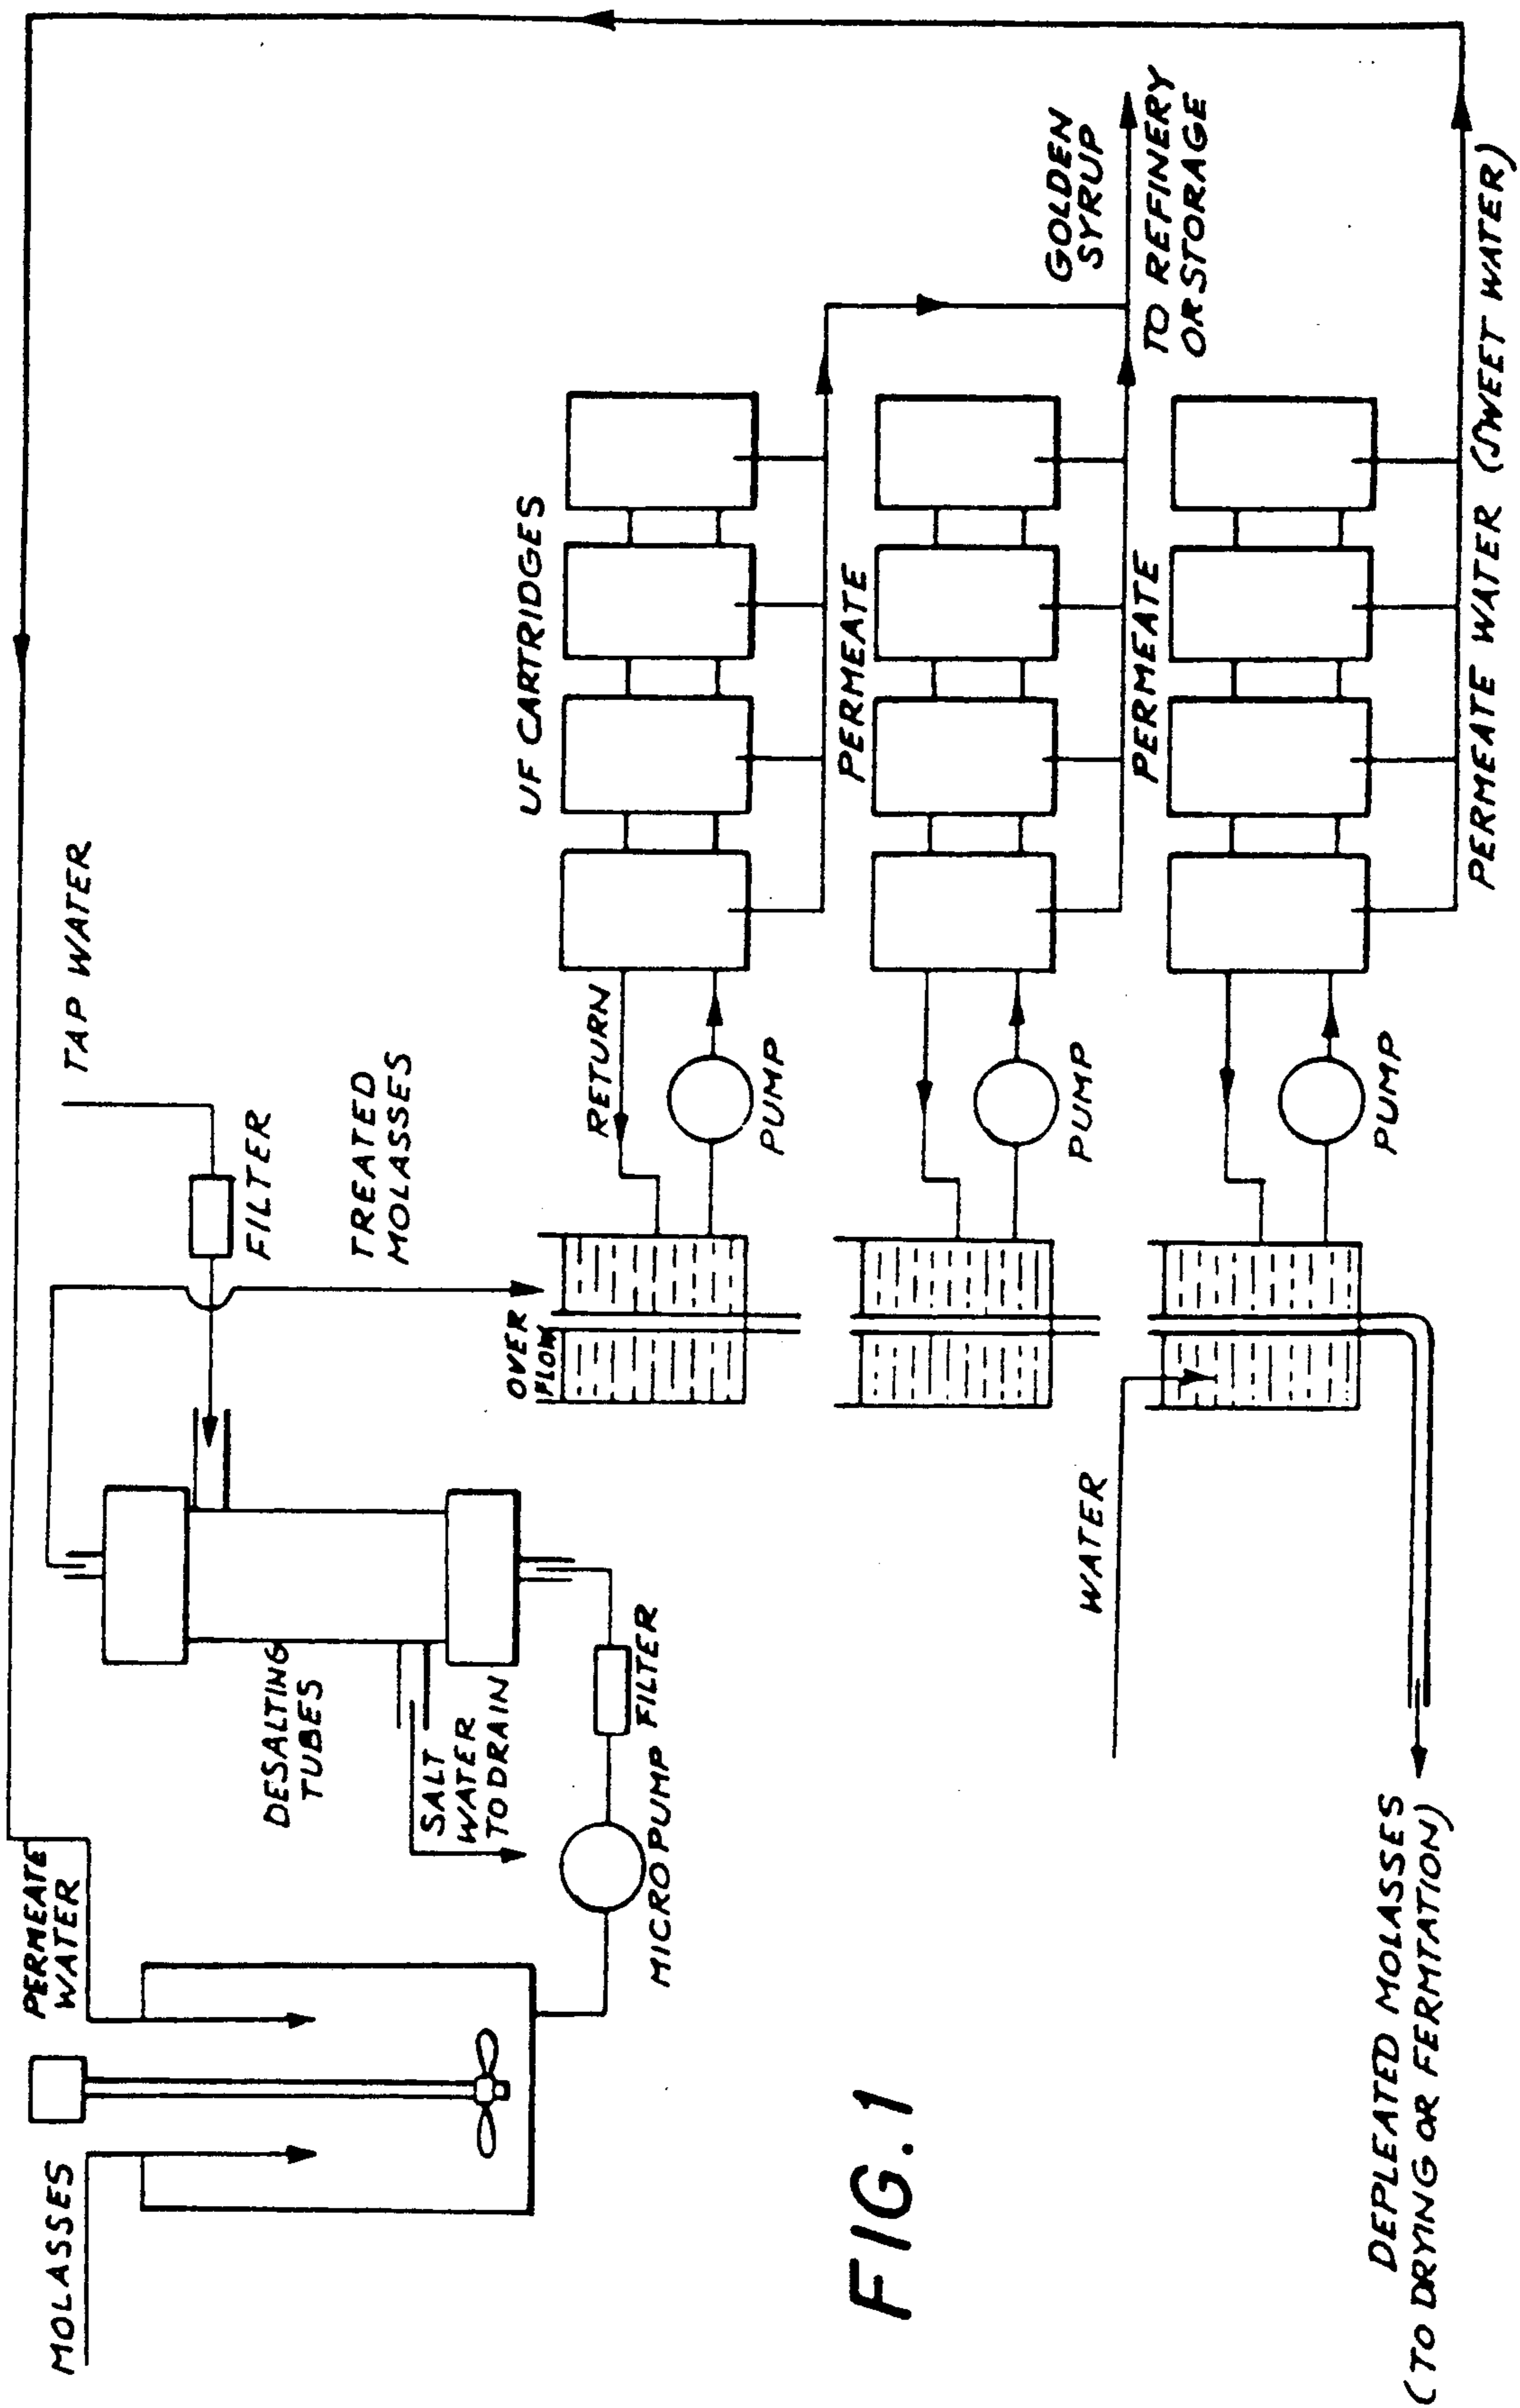 MOLASSES
PERMEATE
WATER
TAP WATER
FILTER
DESALTING
TUBES
SALT
WATER
TO DRAIN
MICROPUMP
FILTER
TREATED
MOLASSES
OVER
FLOW
RETURN
PUMP
UF CARTRIDGES
PERMEATE
GOLDEN
SYRUP
TO REFINERY
OR STORAGE
PUMP
PERMEATE
WATER
PUMP
PERMEATE WATER (SWEET WATER)
DEPLEATED MOLASSES
(TO DRYING OR FERMTATION)
FIG. 1